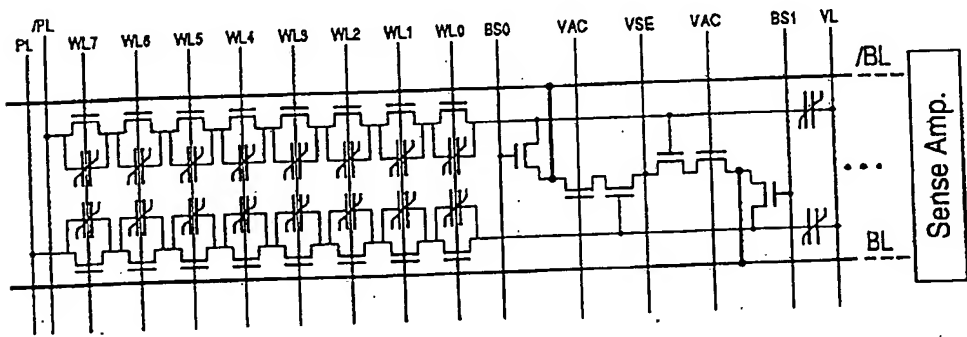 PL /PL WL7 WL6 WL5 WL4 WL3 WL2 WL1 WL0 BS0 VAC VSE VAC BS1 VL
/BL
Sense Amp.
BL